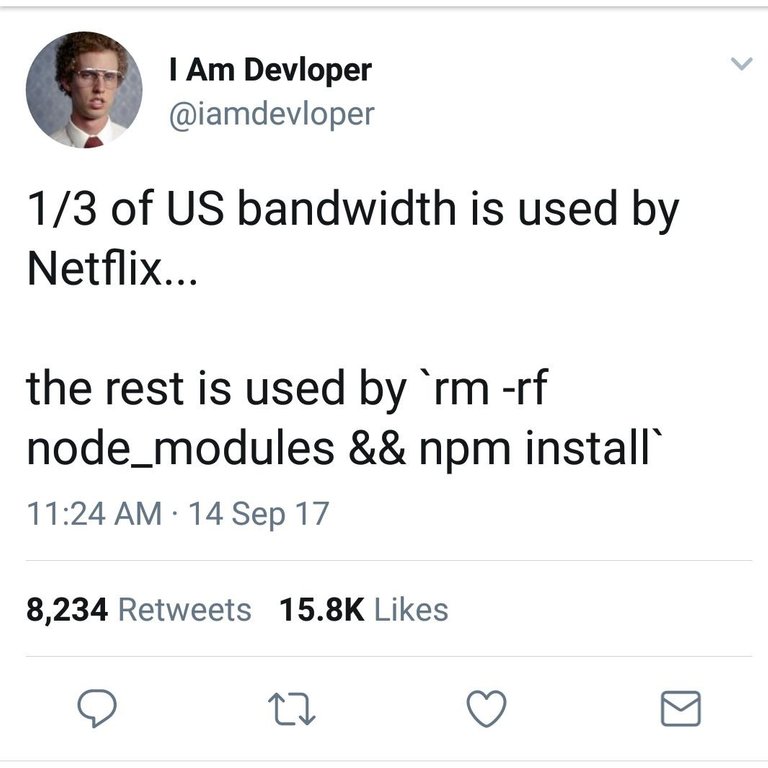 I Am Devloper
@iamdevloper
1/3 of US bandwidth is used by
Netflix...
the rest is used by `rm -rf
node_modules && npm install`
11:24 AM · 14 Sep 17
8,234 Retweets 15.8K Likes